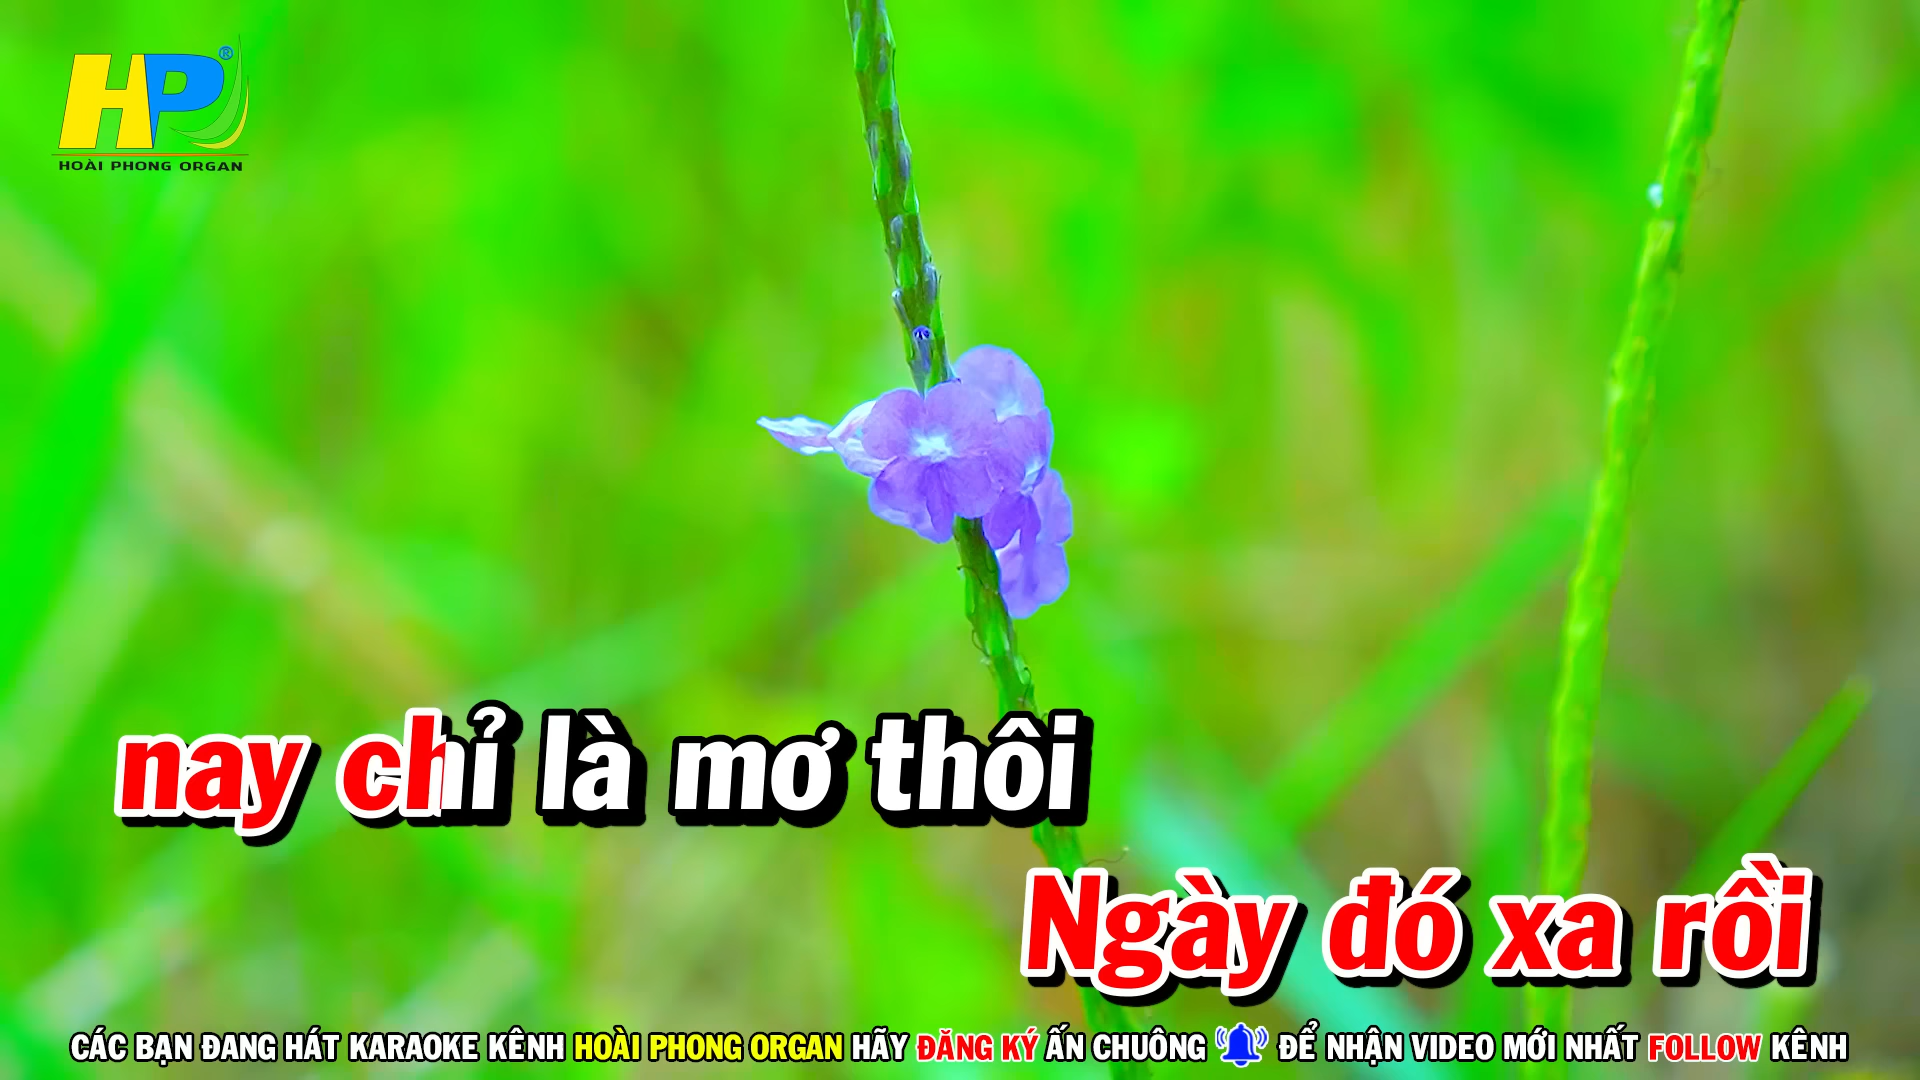 HP®
HOÀI PHONG ORGAN
nay chỉ là mơ thôi
Ngày đó xa rồi
CÁC BẠN ĐANG HÁT KARAOKE KÊNH HOÀI PHONG ORGAN HÃY ĐĂNG KÝ ẤN CHUÔNG ĐỂ NHẬN VIDEO MỚI NHẤT FOLLOW KÊNH